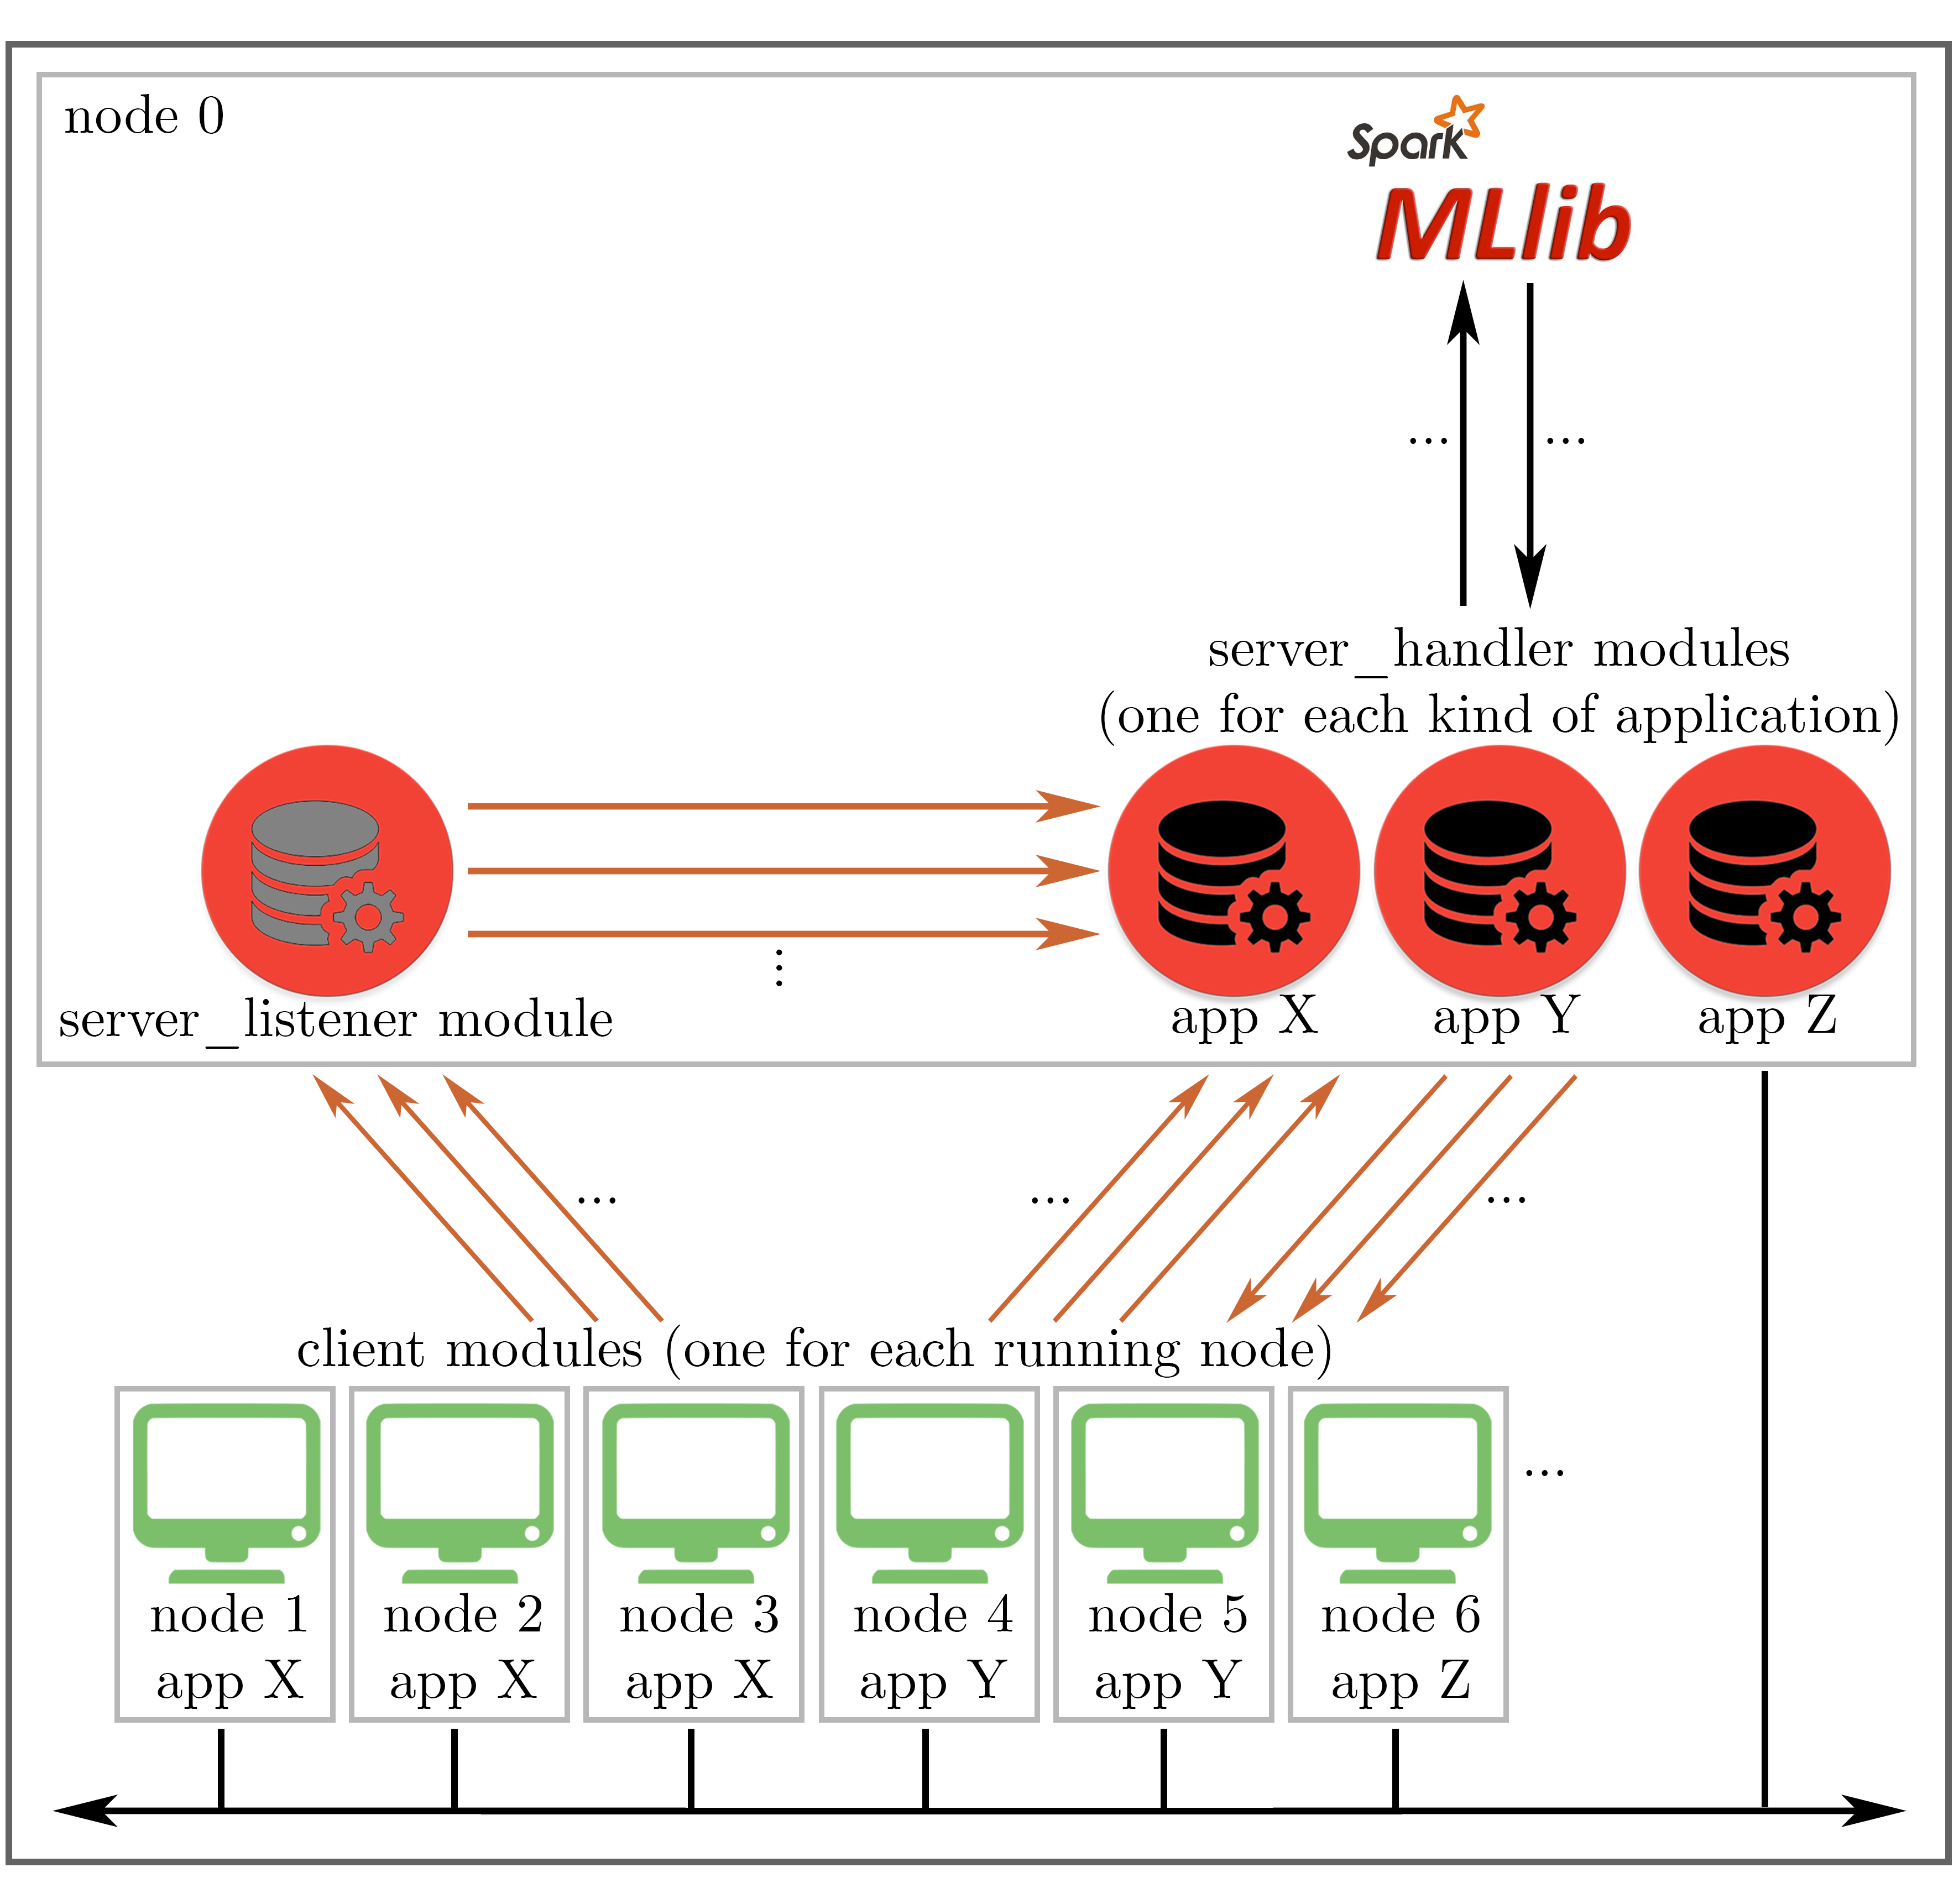 node 0
Spark
MLlib
... ...
server_handler modules
(one for each kind of application)
...
server_listener module
app X
app Y
app Z
...
...
...
client modules (one for each running node)
...
node 1
app X
node 2
app X
node 3
app X
node 4
app Y
node 5
app Y
node 6
app Z